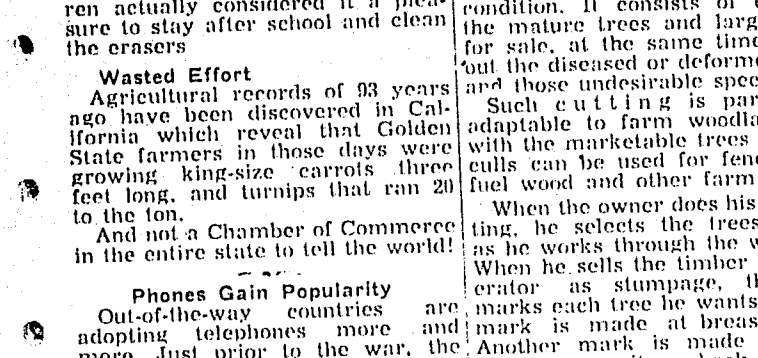 ren actually considered it a plea-
sure to stay after school and clean
the erasers
Wasted Effort
Agricultural records of 93 years
ago have been discovered in Cal-
ifornia which reveal that Golden
State farmers in those days were
growing king-size carrots three
feet long, and turnips that ran 20
to the ton.
And not a Chamber of Commerce
in the entire state to tell the world!
Phones Gain Popularity
Out-of-the-way countries are
adopting telephones more and
more. Just prior to the war, the
condition. It consists of
the mature trees and larg
for sale, at the same time
out the diseased or deforme
and those undesirable spec
Such cutting is par
adaptable to farm woodla
with the marketable trees
culls can be used for fenc
fuel wood and other farm
When the owner does his
ting, he selects the trees
as he works through the w
When he sells the timber
erator as stumpage, th
marks each tree he wants
mark is made at breas
Another mark is made